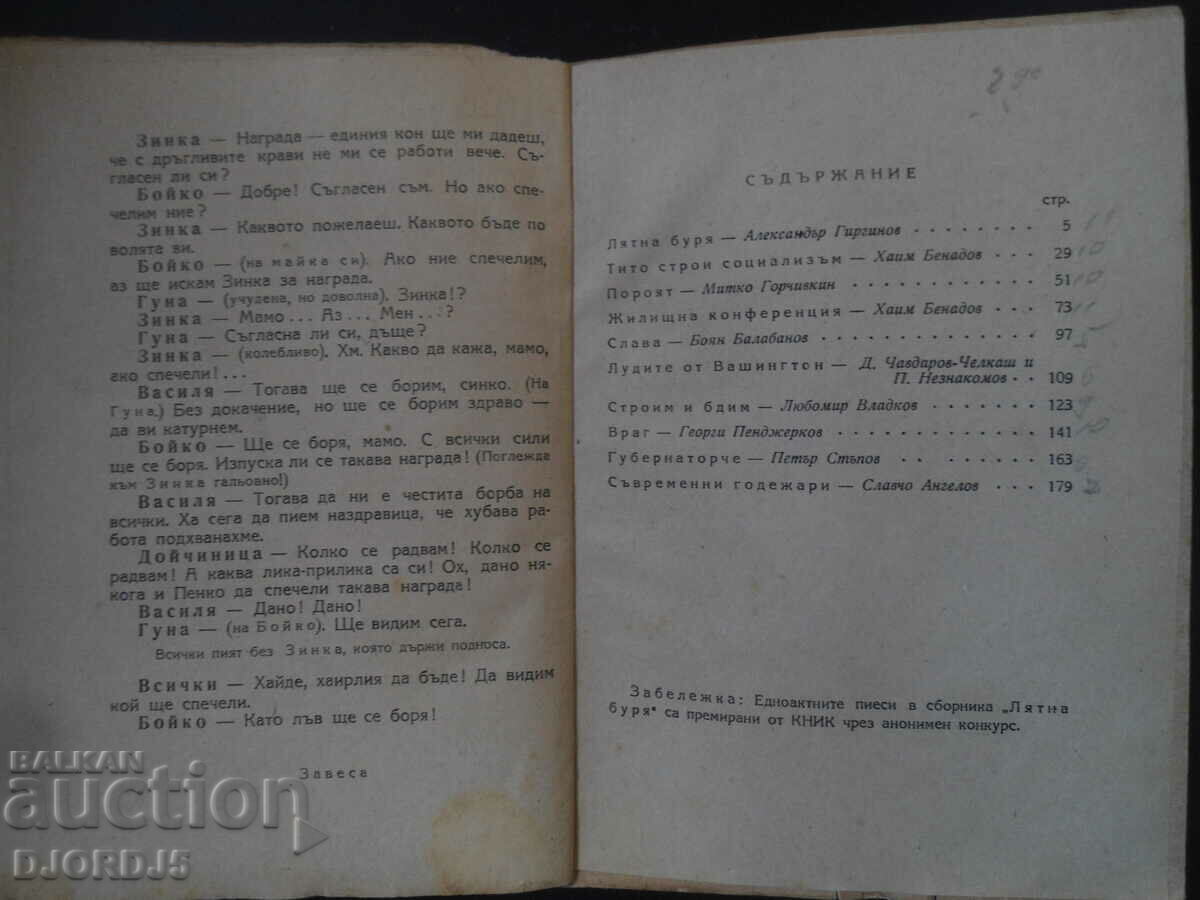 Зинка — Награда — единия кон ще ми дадеш,
че с дръгливите крави не ми се работи вече. Съ-
гласен ли си?
Бойко — Добре! Съгласен съм. Но ако спе-
челим ние?
Зинка — Каквото пожелаеш. Каквото бъде по
волята ви.
Бойко — (на майка си). Ако ние спечелим,
аз ще искам Зинка за награда.
Гуна — (учудена, но доволна). Зинка!?
Зинка — Мамо... Аз... Мен...?
Гуна — Съгласна ли си, дъще?
Зинка — (колебливо). Хм. Какво да кажа, мамо,
ако спечели!...
Василя — Тогава ще се борим, синко. (На
Гуна.) Без докачение, но ще се борим здраво —
да ви катурнем.
Бойко — Ще се боря, мамо. С всички сили
ще се боря. Изпуска ли се такава награда! (Поглежда
към Зинка гальовно!)
Василя — Тогава да ни е честита борба на
всички. Ха сега да пием наздравица, че хубава ра-
бота подхванахме.
Дойчиница — Колко се радвам! Колко се
радвам! А каква лика-прилика са си! Ох, дано ня-
кога и Пенко да спечели такава награда!
Василя — Дано! Дано!
Гуна — (на Бойко). Ще видим сега.
Всички пият без Зинка, която държи подноса.
Всички — Хайде, хаирлия да бъде! Да видим
кой ще спечели.
Бойко — Като лъв ще се боря!
Завеса
СЪДЪРЖАНИЕ
стр.
Лятна буря — Александър Гиргинов ........ 5 11
Тито строи социализъм — Хаим Бенадов ... 29 10
Пороят — Митко Горчивкин ............ 51 10
Жилищна конференция — Хаим Бенадов ... 73 11
Слава — Боян Балабанов ............. 97 5
Лудите от Вашингтон — Д. Чавдаров-Челкаш и
П. Незнакомов .. 109
Строим и бдим — Любомир Владков ....... 123 9
Враг — Георги Пенджерков ............ 141 10
Губернаторче — Петър Стъпов .. ...... 163
Съвременни годежари — Славчо Ангелов ... 179
Забележка: Едноактните пиеси в сборника „Лятна
буря“ са премирани от КНИК чрез анонимен конкурс.
BALKAN
auction
DJORDJ5